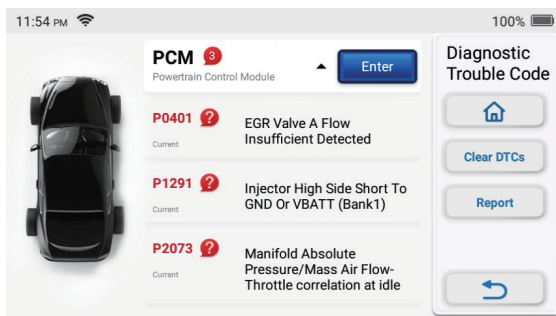 11:54 PM
100%
PCM 3
Powertrain Control Module
Enter
P0401 ?
Current
EGR Valve A Flow
Insufficient Detected
P1291 ?
Current
Injector High Side Short To
GND Or VBATT (Bank1)
P2073 ?
Current
Manifold Absolute
Pressure/Mass Air Flow-
Throttle correlation at idle
Diagnostic
Trouble Code
Clear DTCs
Report